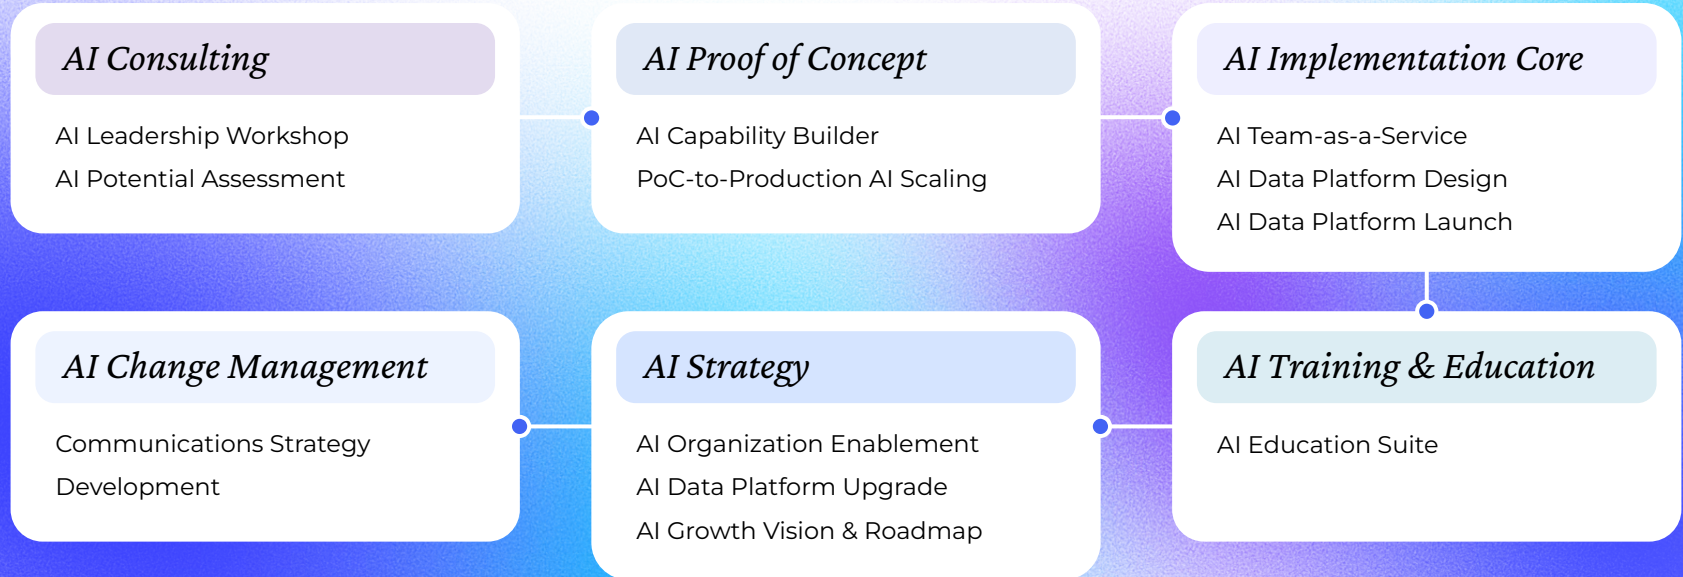 AI Consulting
AI Leadership Workshop
AI Potential Assessment
AI Proof of Concept
AI Capability Builder
PoC-to-Production AI Scaling
AI Implementation Core
AI Team-as-a-Service
AI Data Platform Design
AI Data Platform Launch
AI Change Management
Communications Strategy
Development
AI Strategy
AI Organization Enablement
AI Data Platform Upgrade
AI Growth Vision & Roadmap
AI Training & Education
AI Education Suite